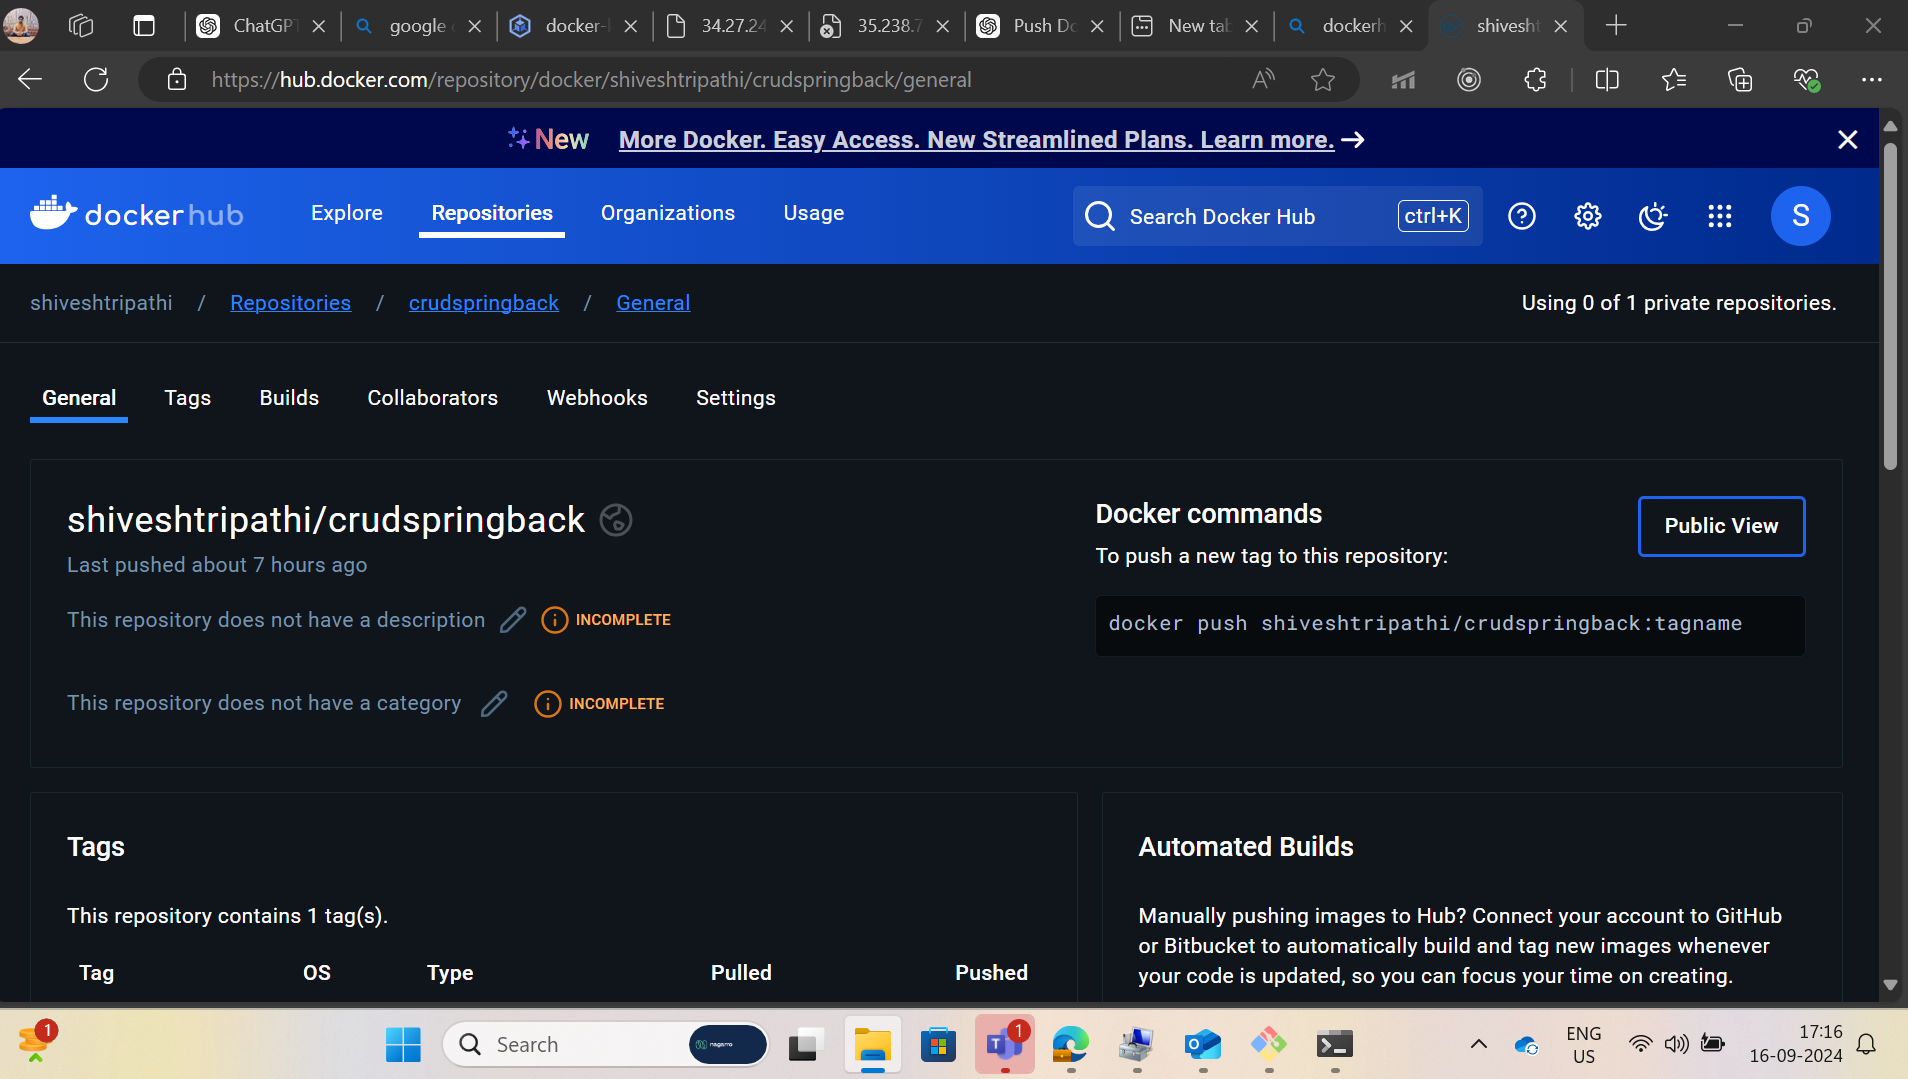 ChatGPT
google
docker-
34.27.24
35.238.7
Push Do
New tab
dockerh
shivesht
https://hub.docker.com/repository/docker/shiveshtripathi/crudspringback/general
New More Docker. Easy Access. New Streamlined Plans. Learn more. →
dockerhub
Explore
Repositories
Organizations
Usage
Search Docker Hub
ctrl+K
S
shiveshtripathi / Repositories / crudspringback / General
Using 0 of 1 private repositories.
General
Tags
Builds
Collaborators
Webhooks
Settings
shiveshtripathi/crudspringback
Last pushed about 7 hours ago
This repository does not have a description
INCOMPLETE
This repository does not have a category
INCOMPLETE
Docker commands
To push a new tag to this repository:
Public View
docker push shiveshtripathi/crudspringback:tagname
Tags
This repository contains 1 tag(s).
Tag
OS
Type
Pulled
Pushed
Automated Builds
Manually pushing images to Hub? Connect your account to GitHub
or Bitbucket to automatically build and tag new images whenever
your code is updated, so you can focus your time on creating.
1
Search
nagarro
1
ENG
US
17:16
16-09-2024